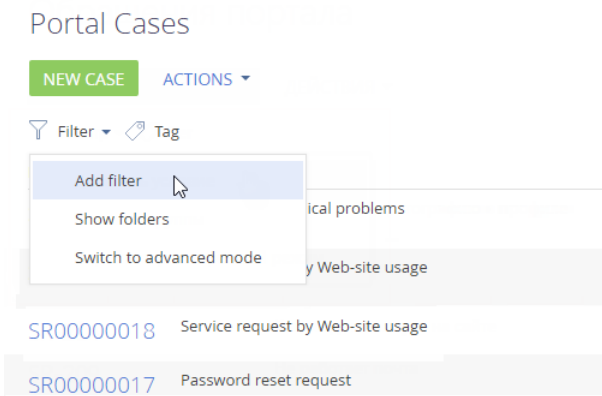 Portal Cases
NEW CASE ACTIONS
Filter Tag
Add filter
ical problems
Show folders
Switch to advanced mode
y Web-site usage
SR00000018 Service request by Web-site usage
SR00000017 Password reset request